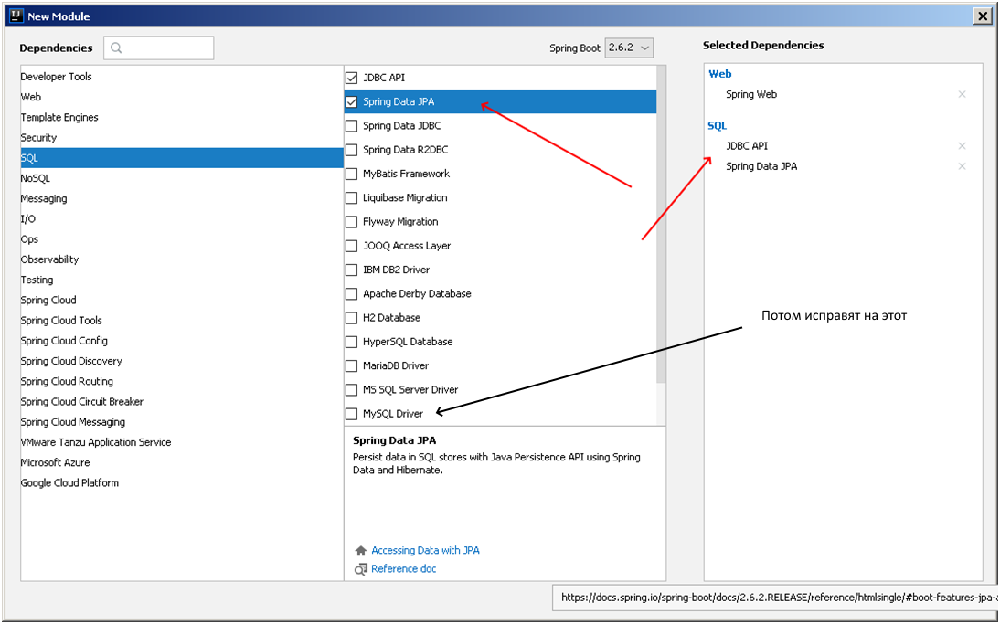 New Module
Dependencies
Spring Boot 2.6.2
Selected Dependencies
Developer Tools
Web
Template Engines
Security
SQL
NoSQL
Messaging
I/O
Ops
Observability
Testing
Spring Cloud
Spring Cloud Tools
Spring Cloud Config
Spring Cloud Discovery
Spring Cloud Routing
Spring Cloud Circuit Breaker
Spring Cloud Messaging
VMware Tanzu Application Service
Microsoft Azure
Google Cloud Platform
JDBC API
Spring Data JPA
Spring Data JDBC
Spring Data R2DBC
MyBatis Framework
Liquibase Migration
Flyway Migration
JOOQ Access Layer
IBM DB2 Driver
Apache Derby Database
H2 Database
HyperSQL Database
MariaDB Driver
MS SQL Server Driver
MySQL Driver
Spring Data JPA
Persist data in SQL stores with Java Persistence API using Spring
Data and Hibernate.
Accessing Data with JPA
Reference doc
Web
Spring Web
SQL
JDBC API
Spring Data JPA
Потом исправят на этот
https://docs.spring.io/spring-boot/docs/2.6.2.RELEASE/reference/htmlsingle/#boot-features-jpa-